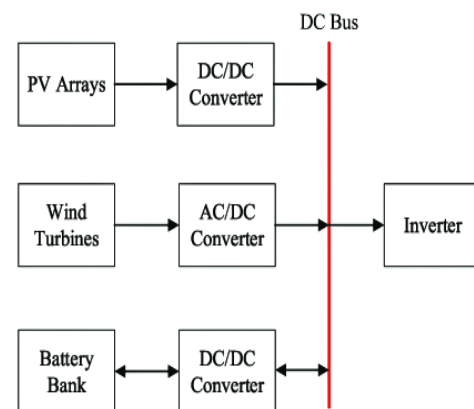 DC Bus
PV Arrays
DC/DC
Converter
Wind
Turbines
AC/DC
Converter
Inverter
Battery
Bank
DC/DC
Converter